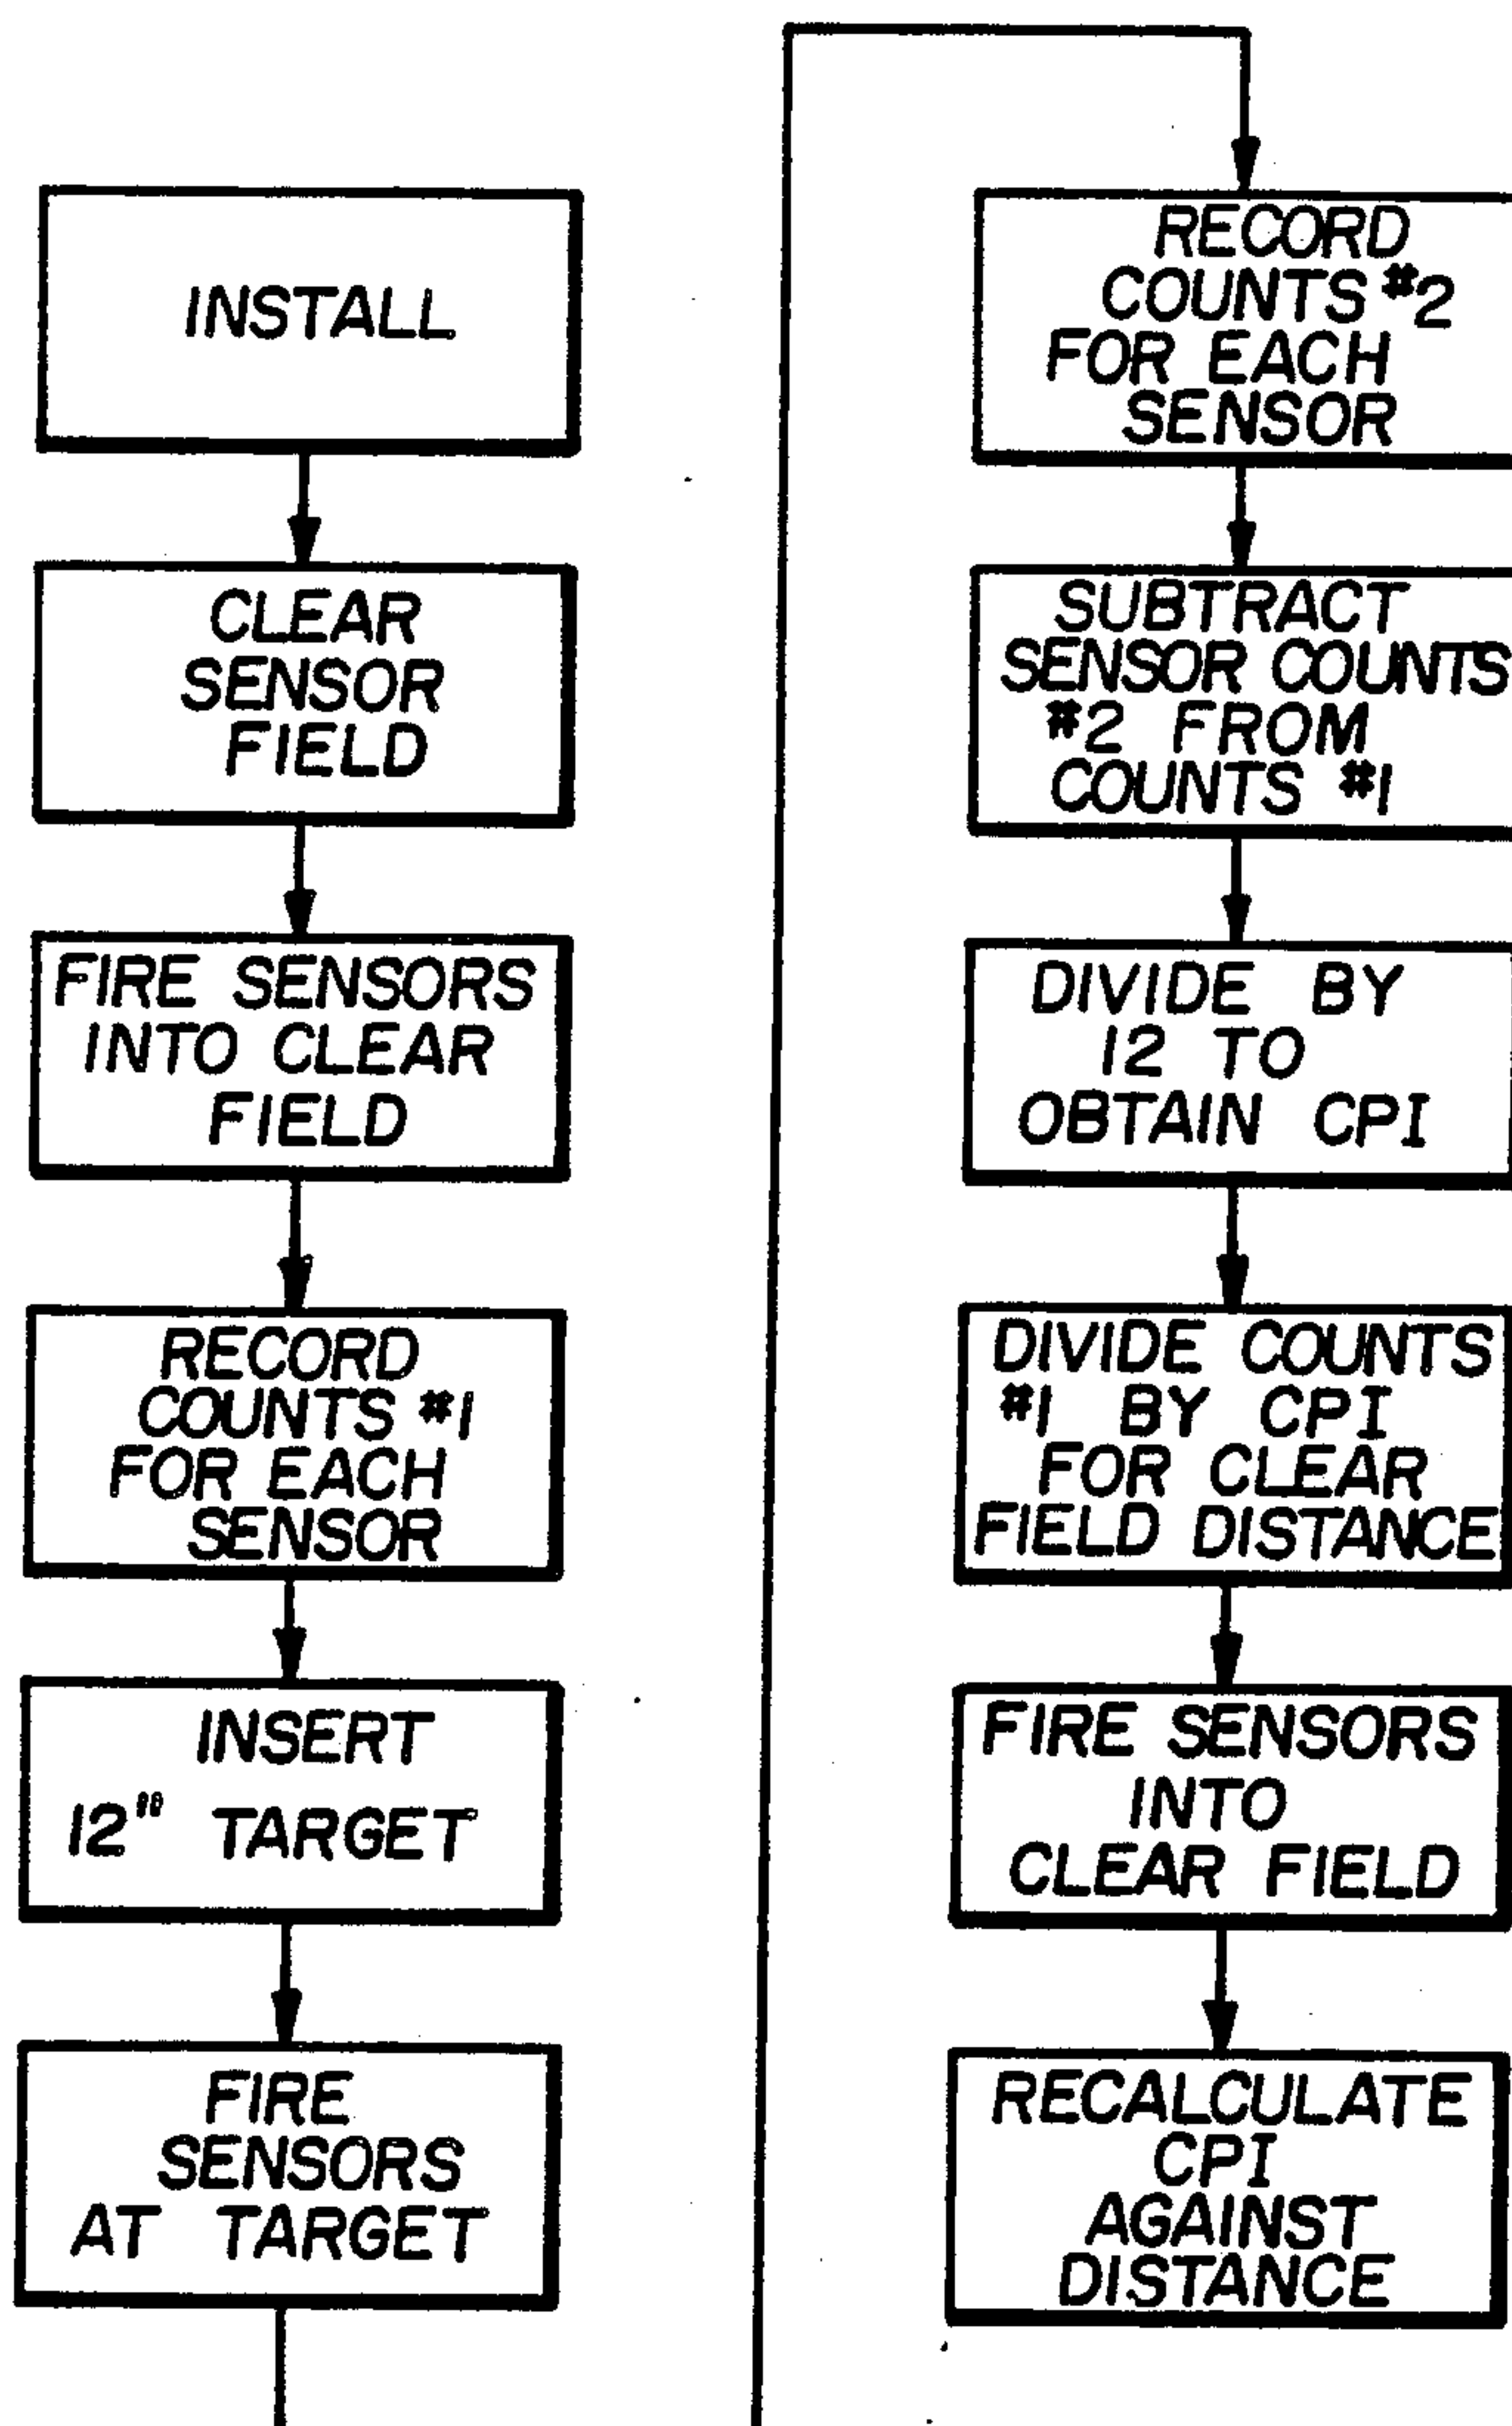 INSTALL
CLEAR
SENSOR
FIELD
FIRE SENSORS
INTO CLEAR
FIELD
RECORD
COUNTS #1
FOR EACH
SENSOR
INSERT
12" TARGET
FIRE
SENSORS
AT TARGET
RECORD
COUNTS #2
FOR EACH
SENSOR
SUBTRACT
SENSOR COUNTS
#2 FROM
COUNTS #1
DIVIDE BY
12 TO
OBTAIN CPI
DIVIDE COUNTS
#1 BY CPI
FOR CLEAR
FIELD DISTANCE
FIRE SENSORS
INTO
CLEAR FIELD
RECALCULATE
CPI
AGAINST
DISTANCE